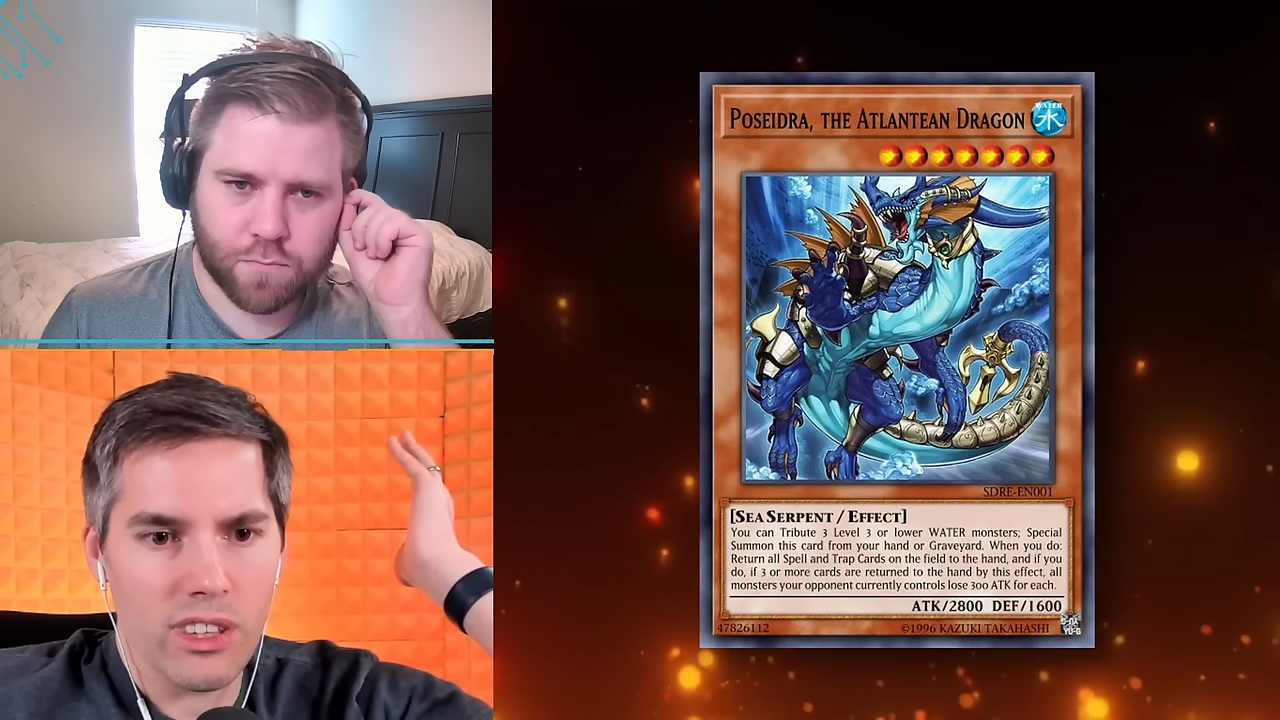 POSEIDRA, THE ATLANTEAN DRAGON
WATER
水
SDRE-EN001
[SEA SERPENT / EFFECT]
You can Tribute 3 Level 3 or lower WATER monsters; Special
Summon this card from your hand or Graveyard. When you do:
Return all Spell and Trap Cards on the field to the hand, and if you
do, if 3 or more cards are returned to the hand by this effect, all
monsters your opponent currently controls lose 300 ATK for each.
ATK/2800 DEF/1600
47826112
©1996 KAZUKI TAKAHASHI